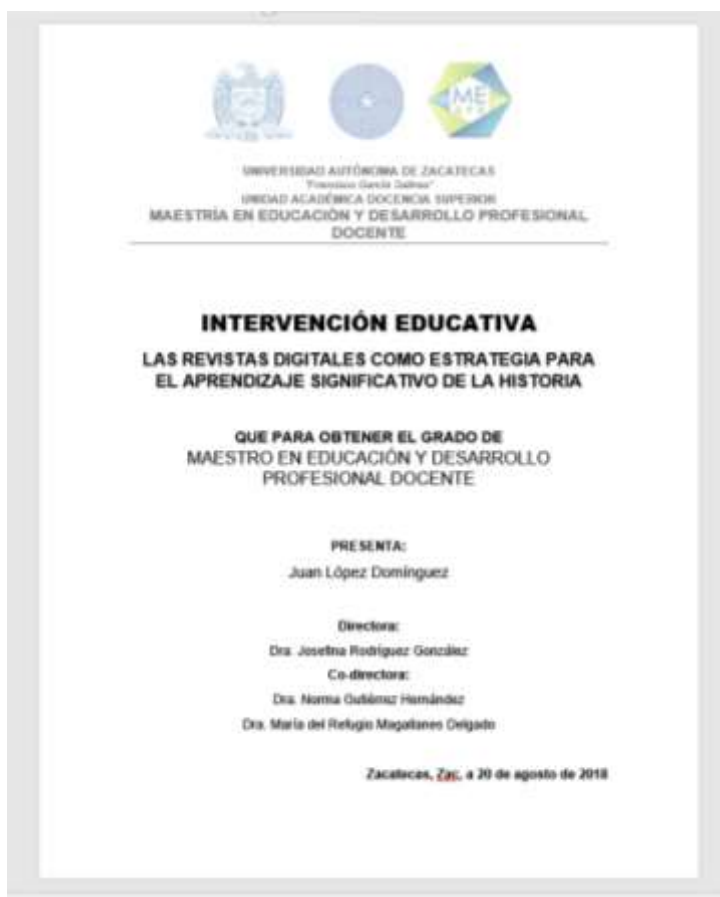 ME
UNIVERSIDAD AUTÓNOMA DE ZACATECAS
"Francisco García Salinas"
UNIDAD ACADÉMICA DOCENCIA SUPERIOR
MAESTRÍA EN EDUCACIÓN Y DESARROLLO PROFESIONAL
DOCENTE
INTERVENCIÓN EDUCATIVA
LAS REVISTAS DIGITALES COMO ESTRATEGIA PARA
EL APRENDIZAJE SIGNIFICATIVO DE LA HISTORIA
QUE PARA OBTENER EL GRADO DE
MAESTRO EN EDUCACIÓN Y DESARROLLO
PROFESIONAL DOCENTE
PRESENTA:
Juan López Domínguez
Directora:
Dra. Josefina Rodríguez González
Co-directora:
Dra. Norma Gutiérrez Hernández
Dra. María del Refugio Magallanes Delgado
Zacatecas, Zac, a 20 de agosto de 2018